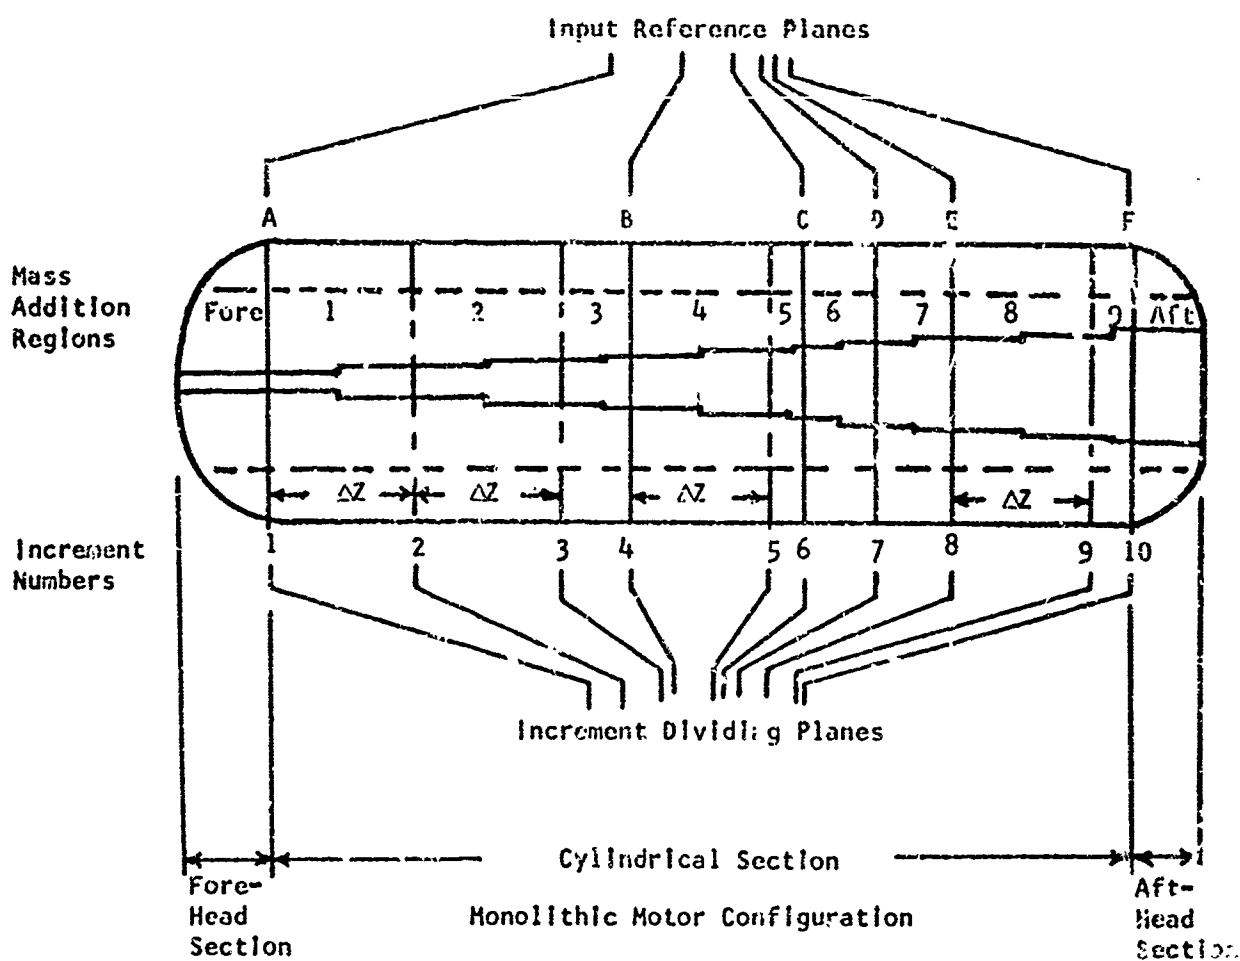 Input Reference Planes
A B C D E F
Mass
Addition
Regions
Fore 1 2 3 4 5 6 7 8 9 Aft
ΔZ ΔZ ΔZ ΔZ
Increment
Numbers
1 2 3 4 5 6 7 8 9 10
Increment Dividing Planes
Cylindrical Section
Fore-
Head
Section
Monolithic Motor Configuration
Aft-
Head
Section